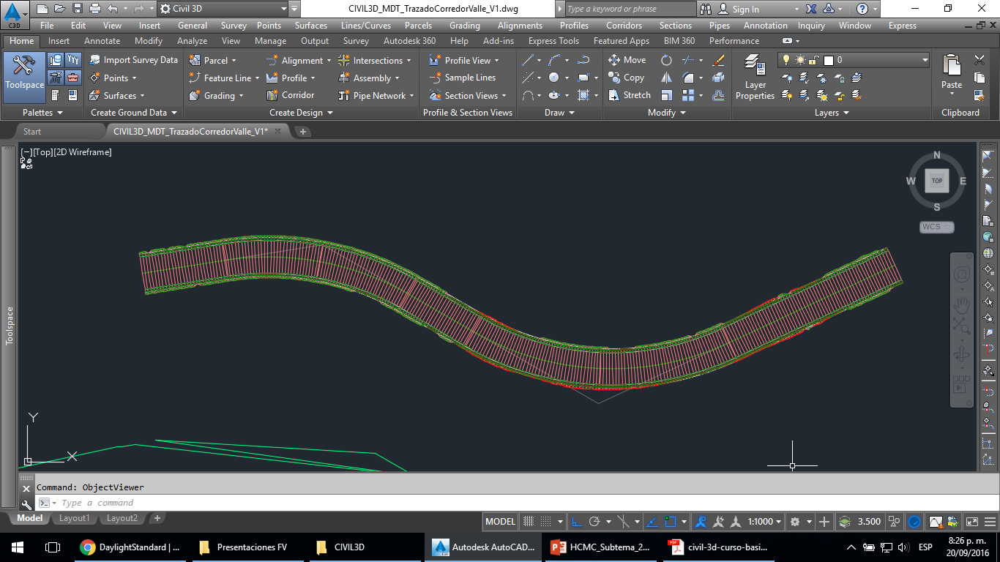 C3D
Civil 3D
CIVIL3D_MDT_TrazadoCorredorValle_V1.dwg
Type a keyword or phrase
Sign In
File Edit View Insert General Survey Points Surfaces Lines/Curves Parcels Grading Alignments Profiles Corridors Sections Pipes Annotation Inquiry Window Express
Home Insert Annotate Modify Analyze View Manage Output Survey Autodesk 360 Help Add-ins Express Tools Featured Apps BIM 360 Performance
Import Survey Data Parcel Alignment Intersections Profile View Move 0
Toolspace Points Feature Line Profile Assembly Sample Lines Copy Layer Properties Paste
Surfaces Grading Corridor Pipe Network Section Views Stretch
Palettes Create Ground Data Create Design Profile & Section Views Draw Modify Layers Clipboard
Start CIVIL3D_MDT_TrazadoCorredorValle_V1*
[−][Top][2D Wireframe]
N
W TOP E
S
WCS
Toolspace
Y
X
Command: ObjectViewer
Type a command
Model Layout1 Layout2
MODEL 1:1000 3.500
DaylightStandard | ... Presentaciones FV CIVIL3D Autodesk AutoCAD... HCMC_Subtema_2... civil-3d-curso-basi... ESP 8:26 p. m.
20/09/2016